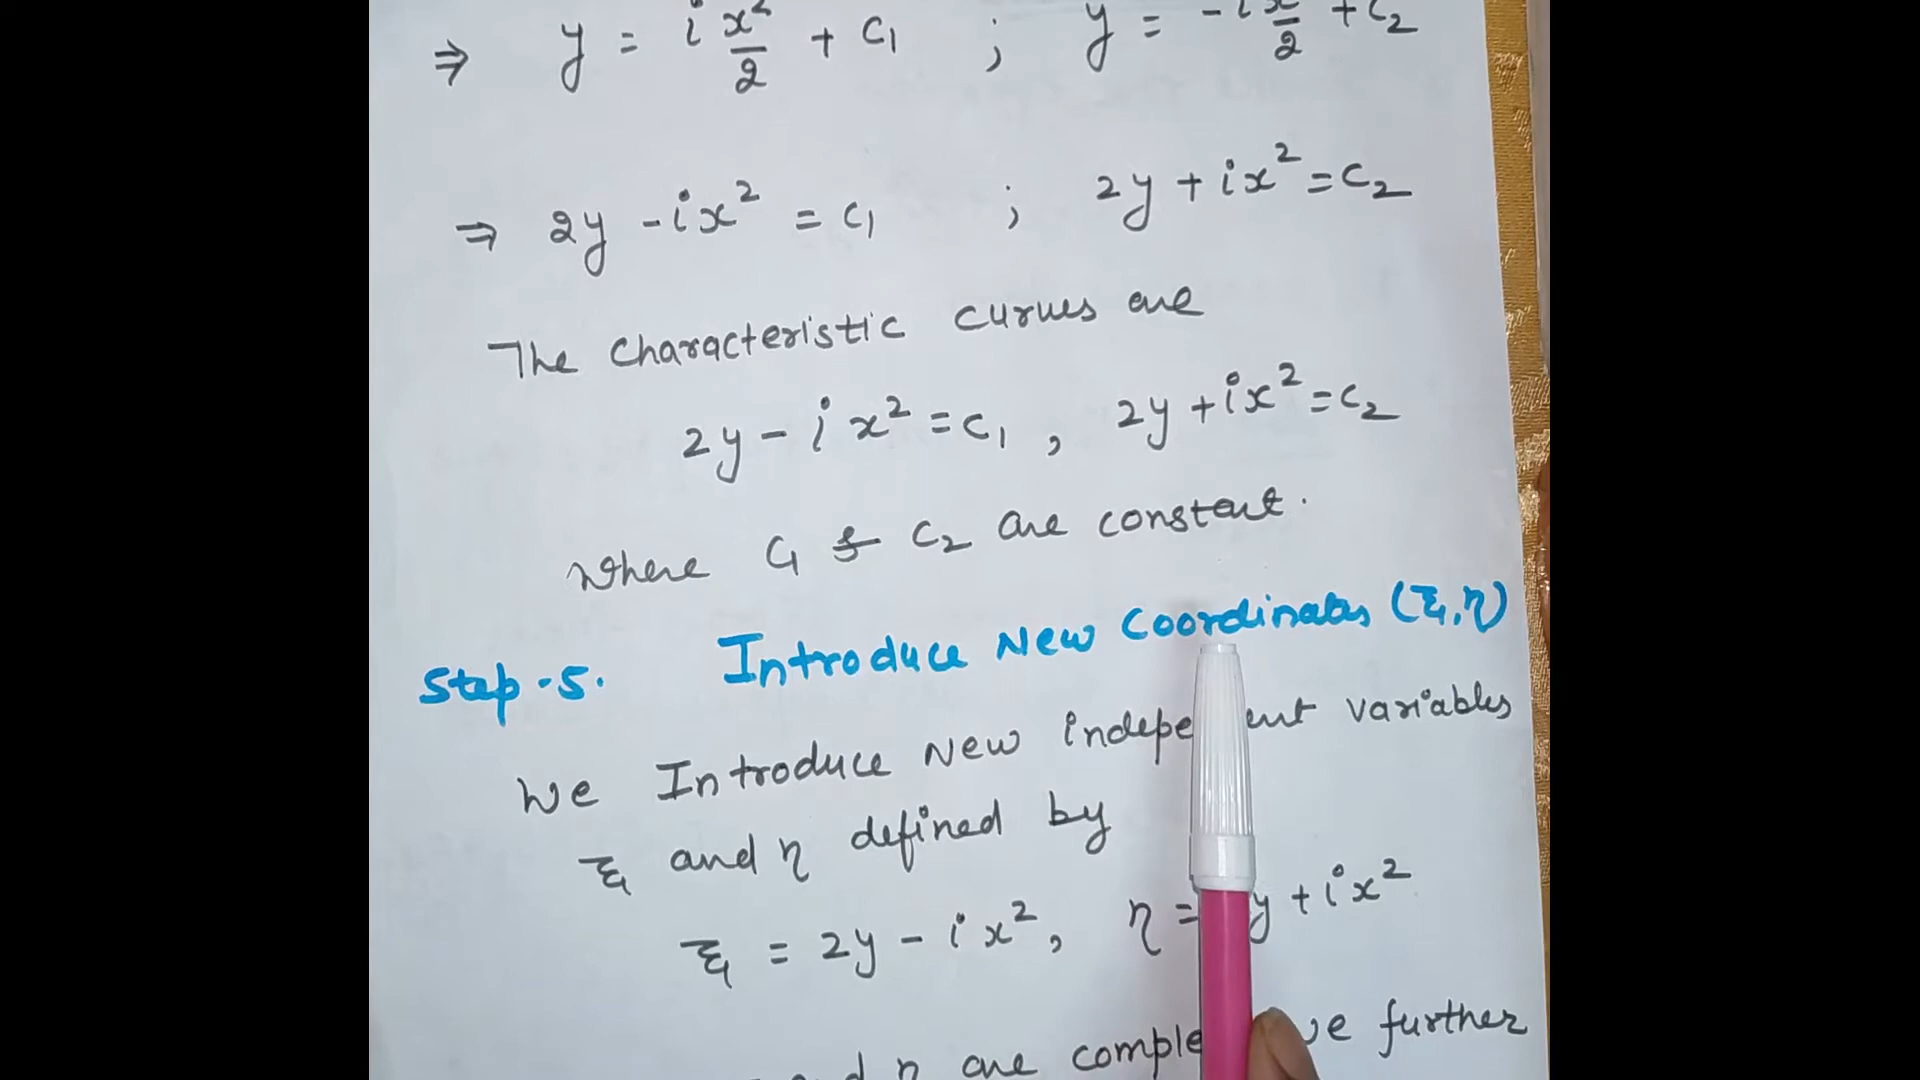 ⇒ y = i x²/2 + c₁ ; y = -i x²/2 + c₂
⇒ 2y - ix² = c₁ ; 2y + ix² = c₂
The characteristic curves are
2y - i x² = c₁ , 2y + ix² = c₂
where c₁ & c₂ are constant.
Step-5. Introduce New Coordinates (ξ, η)
We Introduce New variables
ξ and η defined by
ξ = 2y - i x², η = y + ix²
η are further